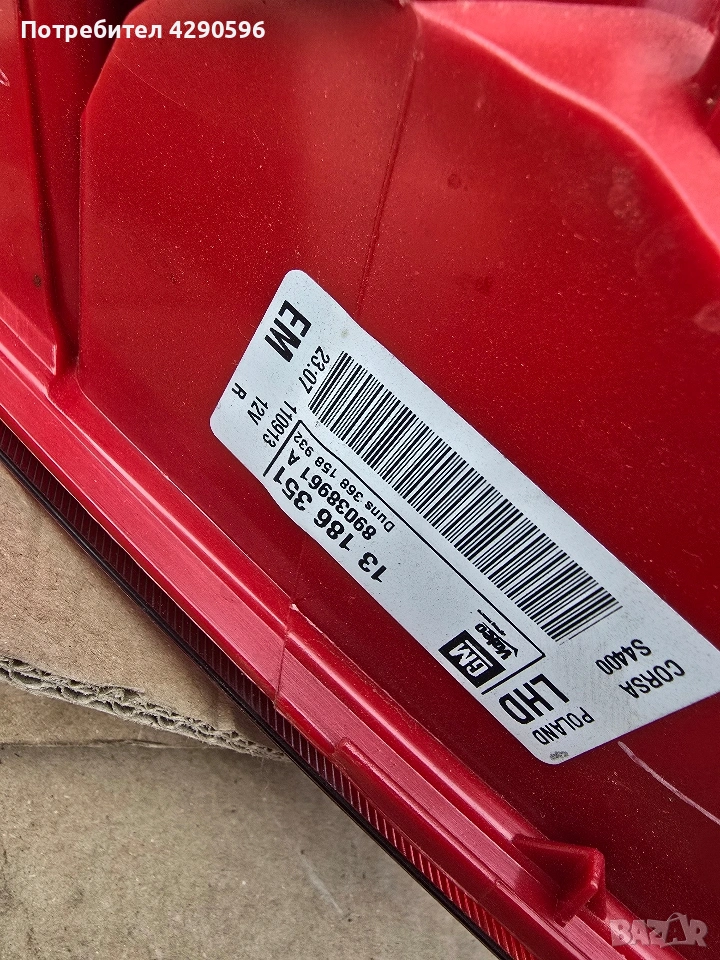 Потребител 4290596
EM
23:07
110913
12V
R
13 186 351
89038961 A
Duns 368 158 932
GM
Valeo
LHD
POLAND
CORSA
S4400
BAZAR